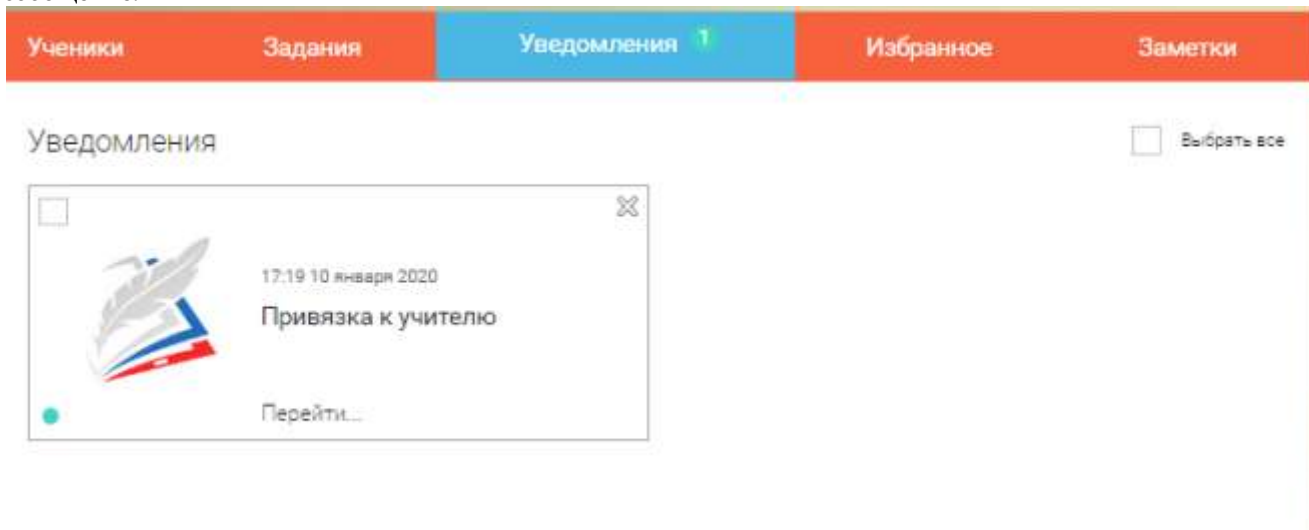 Ученики Задания Уведомления 1 Избранное Заметки
Уведомления
Выбрать все
17:19 10 января 2020
Привязка к учителю
Перейти...